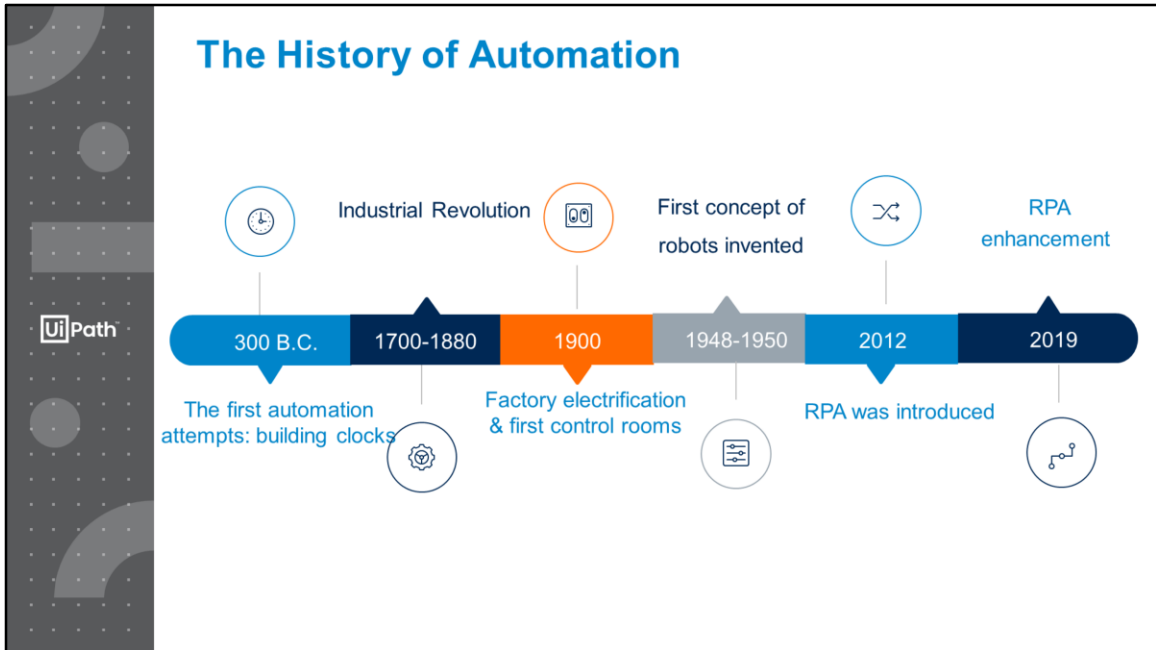 The History of Automation
Industrial Revolution
First concept of
robots invented
RPA
enhancement
UiPath
300 B.C.
1700-1880
1900
1948-1950
2012
2019
The first automation
attempts: building clocks
Factory electrification
& first control rooms
RPA was introduced